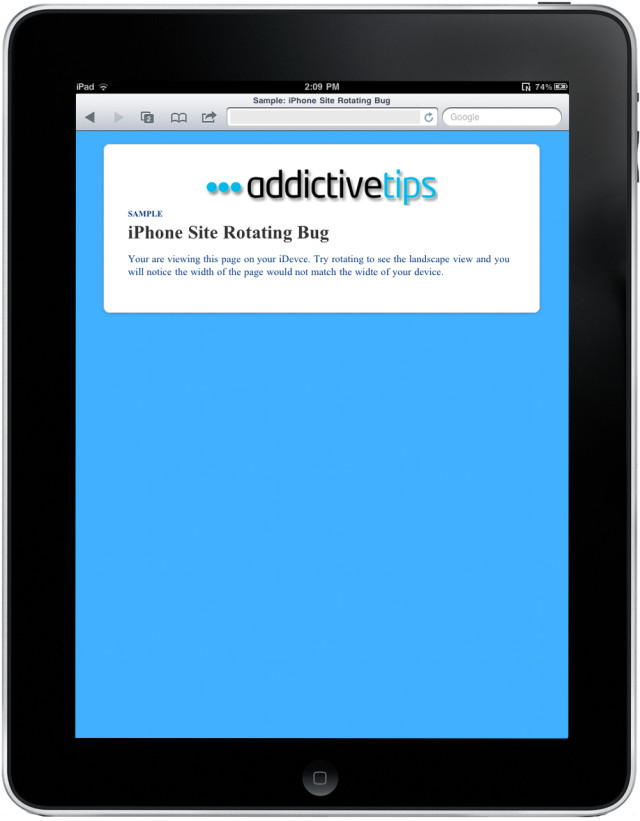 iPad 2:09 PM 74%
Sample: iPhone Site Rotating Bug
2 Google
addictivetips
SAMPLE
iPhone Site Rotating Bug
Your are viewing this page on your iDevce. Try rotating to see the landscape view and you
will notice the width of the page would not match the widte of your device.